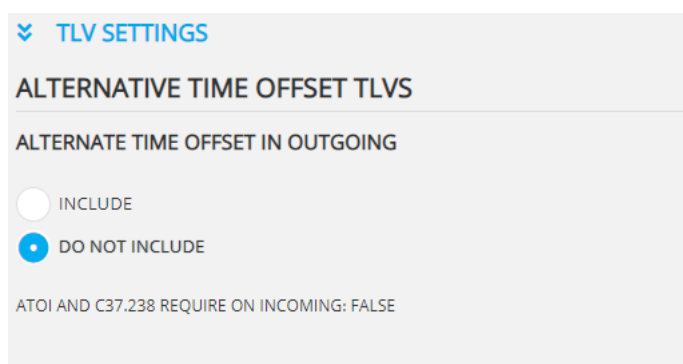 TLV SETTINGS
ALTERNATIVE TIME OFFSET TLVS
ALTERNATE TIME OFFSET IN OUTGOING
INCLUDE
DO NOT INCLUDE
ATOI AND C37.238 REQUIRE ON INCOMING: FALSE